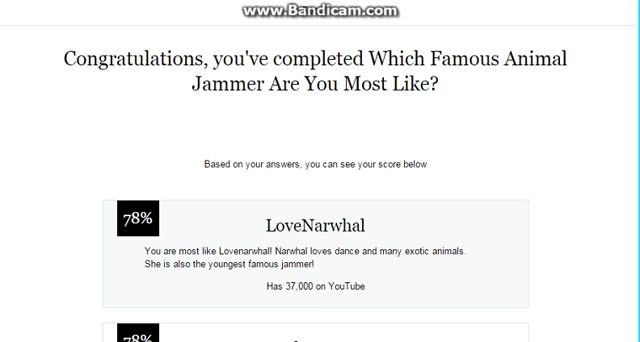 www.Bandicam.com
Congratulations, you've completed Which Famous Animal
Jammer Are You Most Like?
Based on your answers, you can see your score below
78%
LoveNarwhal
You are most like Lovenarwhal! Narwhal loves dance and many exotic animals.
She is also the youngest famous jammer!
Has 37,000 on YouTube
78%